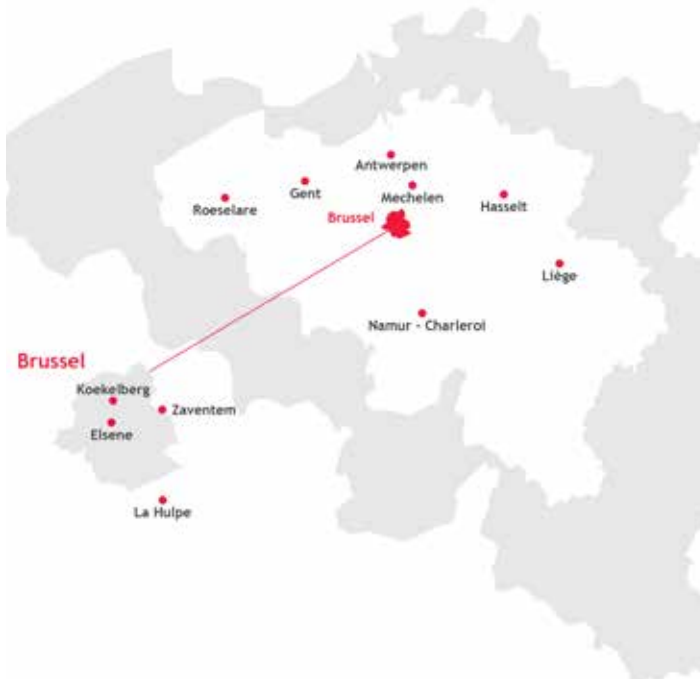 Antwerpen
Gent
Mechelen
Roeselare
Hasselt
Brussel
Liège
Namur - Charleroi
Brussel
Koekelberg
Zaventem
Elsene
La Hulpe